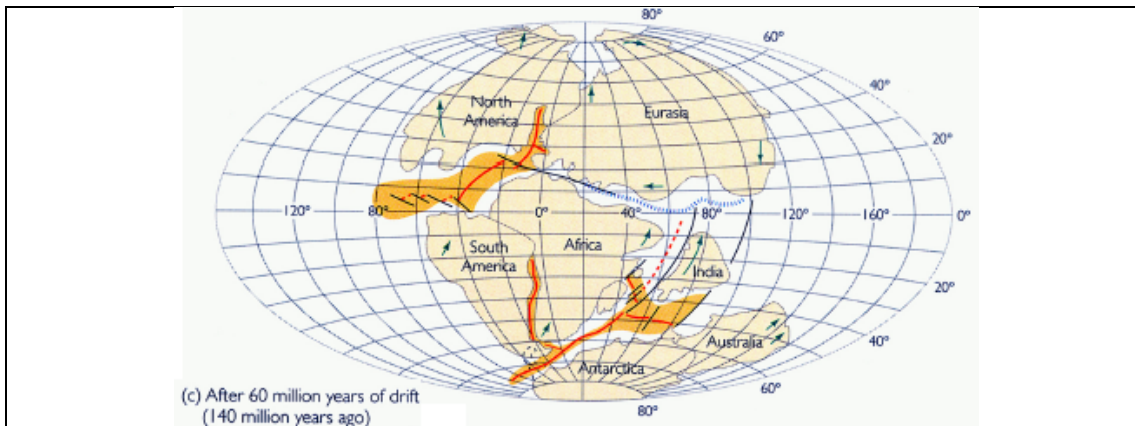 80°
60°
40°
20°
North
America
Eurasia
120°
80°
0°
40°
80°
120°
160°
0°
South
America
Africa
India
20°
Australia
40°
Antarctica
60°
80°
(c) After 60 million years of drift
(140 million years ago)